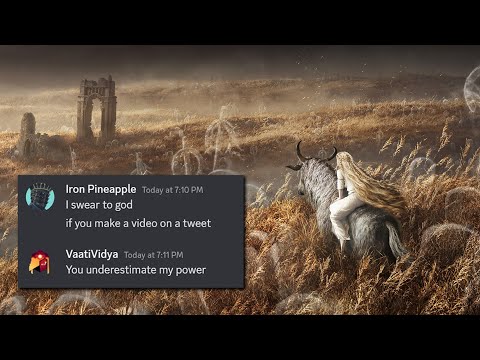 Iron Pineapple Today at 7:10 PM
I swear to god
if you make a video on a tweet
VaatiVidya Today at 7:11 PM
You underestimate my power